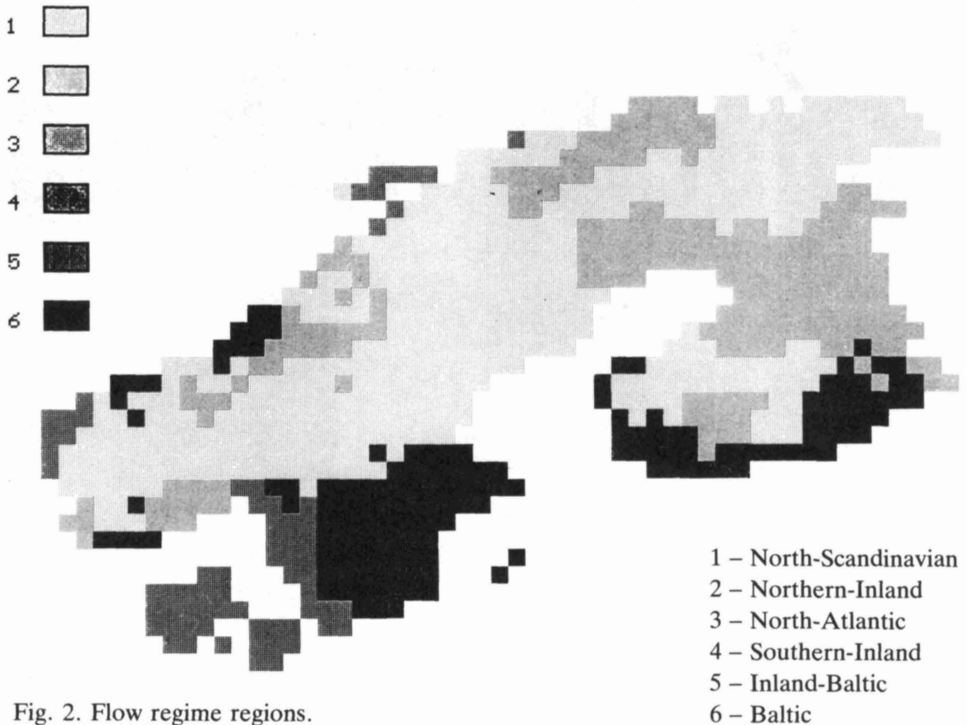 1
2
3
4
5
6
1 – North-Scandinavian
2 – Northern-Inland
3 – North-Atlantic
4 – Southern-Inland
5 – Inland-Baltic
6 – Baltic
Fig. 2. Flow regime regions.